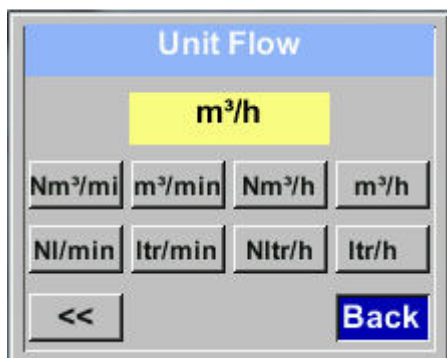 Unit Flow
m³/h
Nm³/mi m³/min Nm³/h m³/h
Nl/min ltr/min Nltr/h ltr/h
<< Back